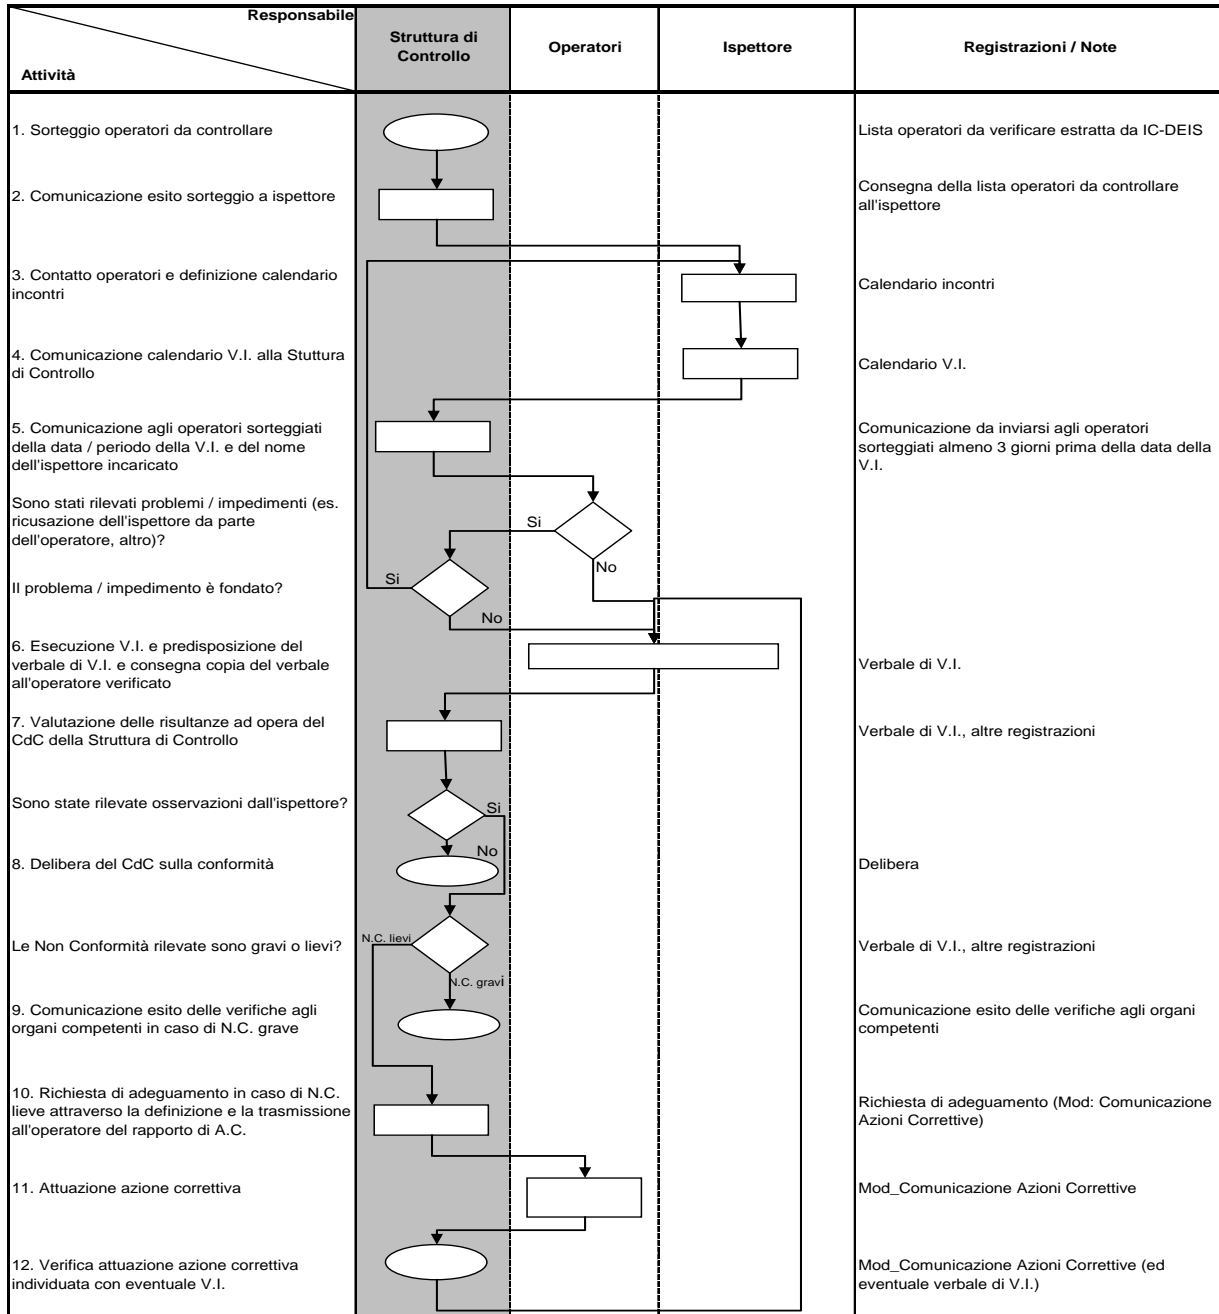 Responsabile
Attività
Struttura di
Controllo
Operatori
Ispettore
Registrazioni / Note
1. Sorteggio operatori da controllare
Lista operatori da verificare estratta da IC-DEIS
2. Comunicazione esito sorteggio a ispettore
Consegna della lista operatori da controllare
all'ispettore
3. Contatto operatori e definizione calendario
incontri
Calendario incontri
4. Comunicazione calendario V.I. alla Stuttura
di Controllo
Calendario V.I.
5. Comunicazione agli operatori sorteggiati
della data / periodo della V.I. e del nome
dell'ispettore incaricato
Comunicazione da inviarsi agli operatori
sorteggiati almeno 3 giorni prima della data della
V.I.
Sono stati rilevati problemi / impedimenti (es.
ricusazione dell'ispettore da parte
dell'operatore, altro)?
Si
No
Il problema / impedimento è fondato?
Si
No
6. Esecuzione V.I. e predisposizione del
verbale di V.I. e consegna copia del verbale
all'operatore verificato
Verbale di V.I.
7. Valutazione delle risultanze ad opera del
CdC della Struttura di Controllo
Verbale di V.I., altre registrazioni
Sono state rilevate osservazioni dall'ispettore?
Si
No
8. Delibera del CdC sulla conformità
Delibera
Le Non Conformità rilevate sono gravi o lievi?
N.C. lievi
N.C. gravi
Verbale di V.I., altre registrazioni
9. Comunicazione esito delle verifiche agli
organi competenti in caso di N.C. grave
Comunicazione esito delle verifiche agli organi
competenti
10. Richiesta di adeguamento in caso di N.C.
lieve attraverso la definizione e la trasmissione
all'operatore del rapporto di A.C.
Richiesta di adeguamento (Mod: Comunicazione
Azioni Correttive)
11. Attuazione azione correttiva
Mod_Comunicazione Azioni Correttive
12. Verifica attuazione azione correttiva
individuata con eventuale V.I.
Mod_Comunicazione Azioni Correttive (ed
eventuale verbale di V.I.)